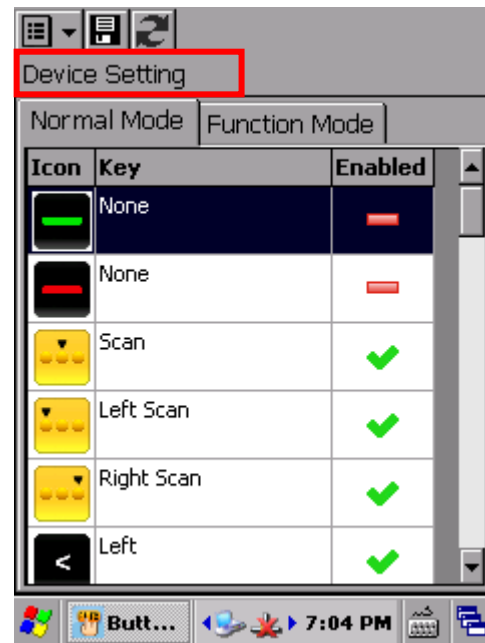 Device Setting
Normal Mode Function Mode
Icon Key Enabled
None
None
Scan
Left Scan
Right Scan
< Left
Butt... 7:04 PM